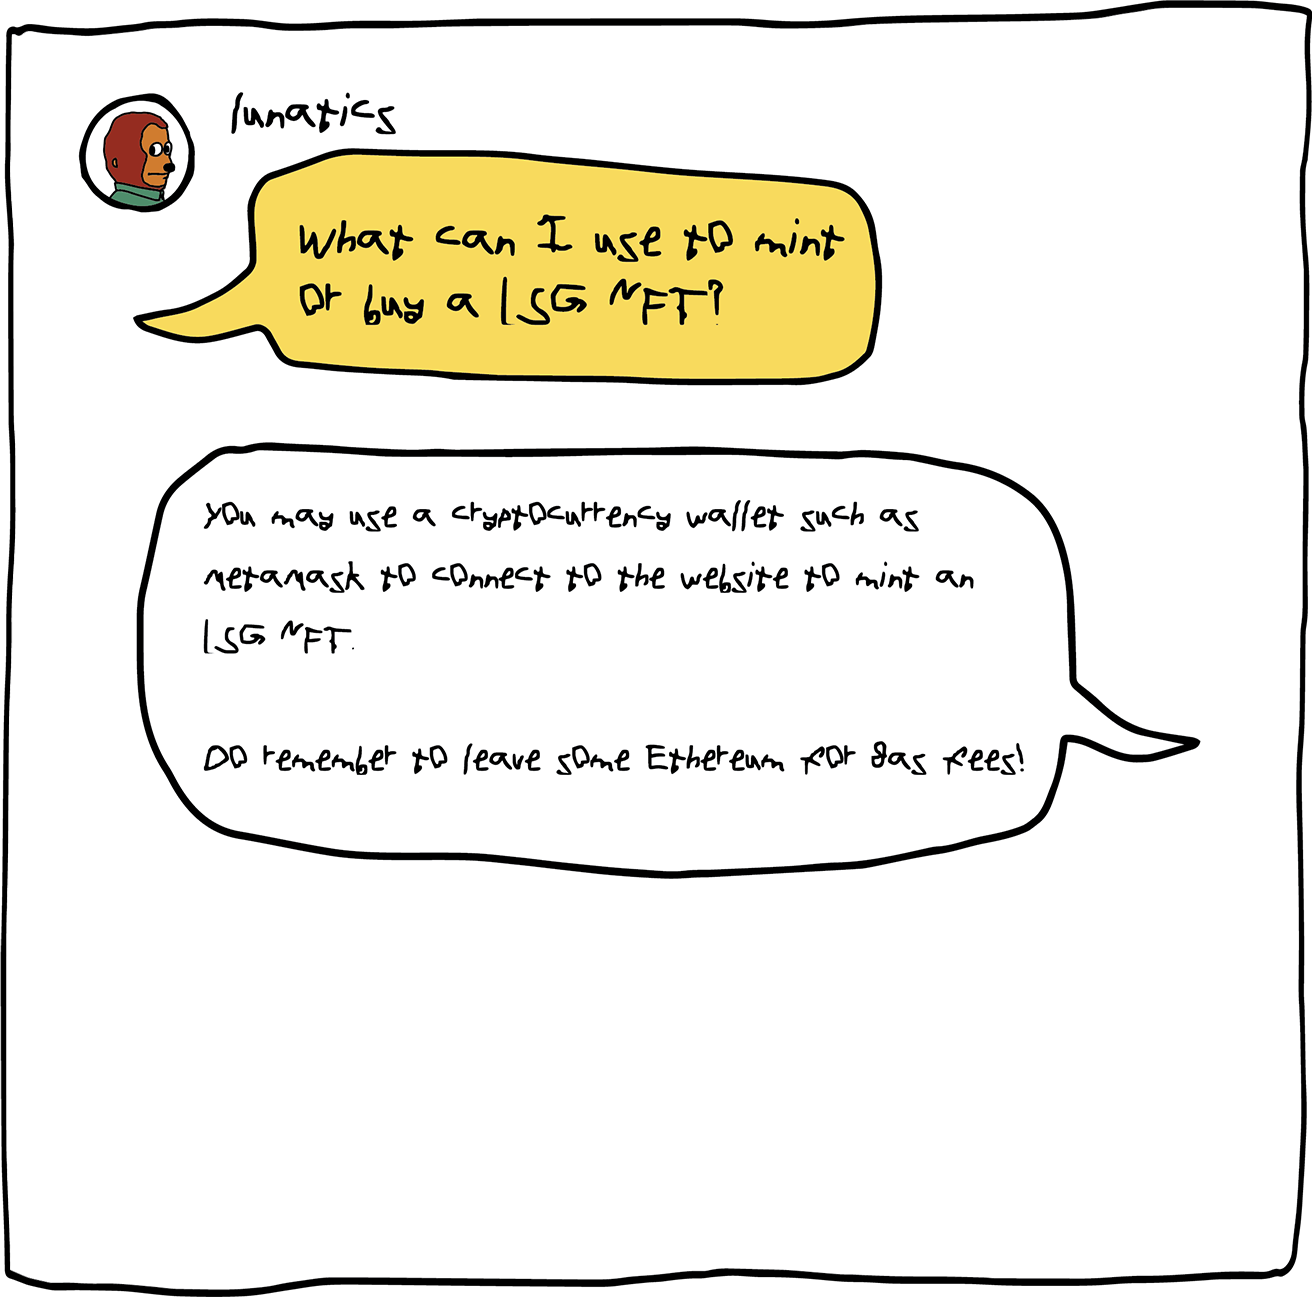 lunatics
What can I use to mint
or buy a LSG NFT?
you may use a cryptocurrency wallet such as
metamask to connect to the website to mint an
LSG NFT.
Do remember to leave some Ethereum for gas fees!